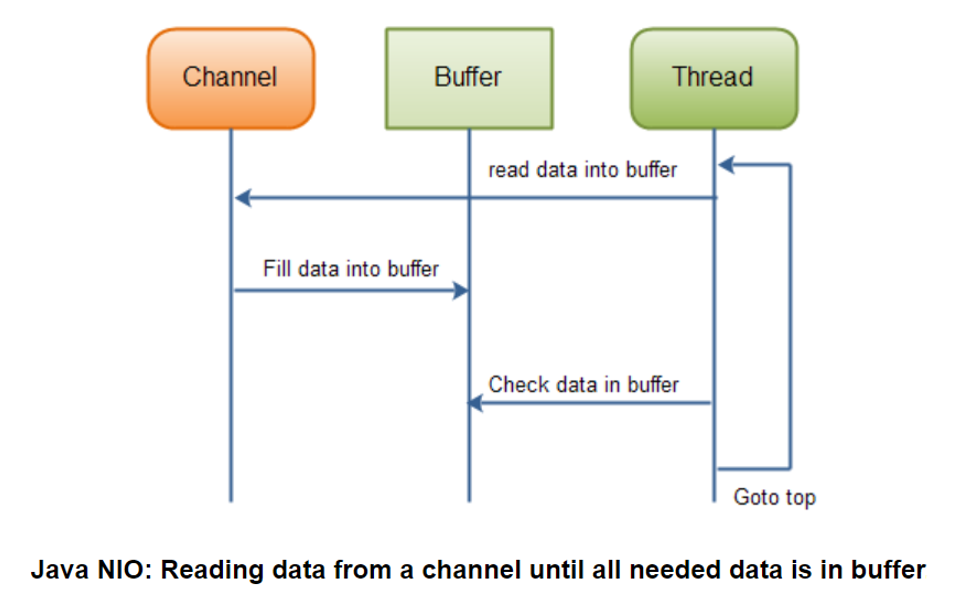 Channel
Buffer
Thread
read data into buffer
Fill data into buffer
Check data in buffer
Goto top
Java NIO: Reading data from a channel until all needed data is in buffer